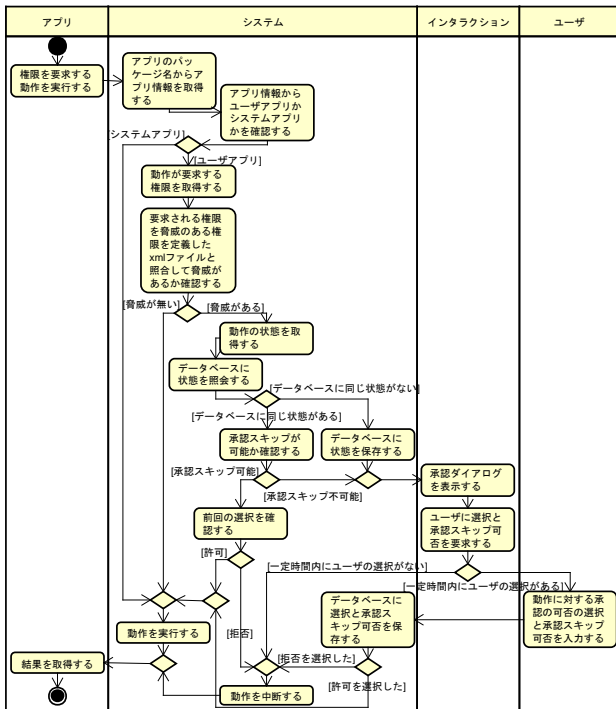 アプリ
システム
インタラクション
ユーザ
権限を要求する
動作を実行する
アプリのパッ
ケージ名からア
プリ情報を取得
する
アプリ情報から
ユーザアプリか
システムアプリ
かを確認する
[システムアプリ]
[ユーザアプリ]
動作が要求する
権限を取得する
要求される権限
を脅威のある権
限を定義した
xmlファイルと
照合して脅威が
あるか確認する
[脅威が無い]
[脅威がある]
動作の状態を取
得する
データベースに
状態を照会する
[データベースに同じ状態がない]
[データベースに同じ状態がある]
承認スキップが
可能か確認する
データベースに
状態を保存する
[承認スキップ可能]
[承認スキップ不可能]
承認ダイアログ
を表示する
前回の選択を確
認する
ユーザに選択と
承認スキップ可
否を要求する
[許可]
[一定時間内にユーザの選択がない]
[一定時間内にユーザの選択がある]
データベースに
選択と承認ス
キップ可否を保
存する
動作に対する承
認の可否の選択
と承認スキップ
可否を入力する
動作を実行する
[拒否]
[拒否を選択した]
結果を取得する
[許可を選択した]
動作を中断する